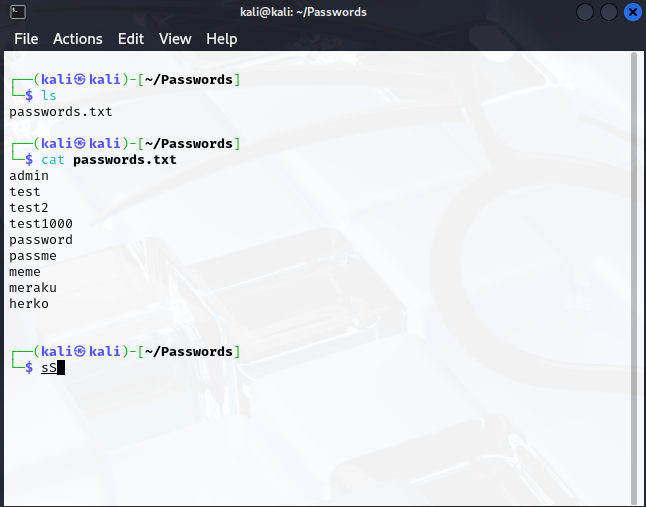 kali@kali: ~/Passwords
File Actions Edit View Help
┌──(kali㉿kali)-[~/Passwords]
└─$ ls
passwords.txt
┌──(kali㉿kali)-[~/Passwords]
└─$ cat passwords.txt
admin
test
test2
test1000
password
passme
meme
meraku
herko
┌──(kali㉿kali)-[~/Passwords]
└─$ sS